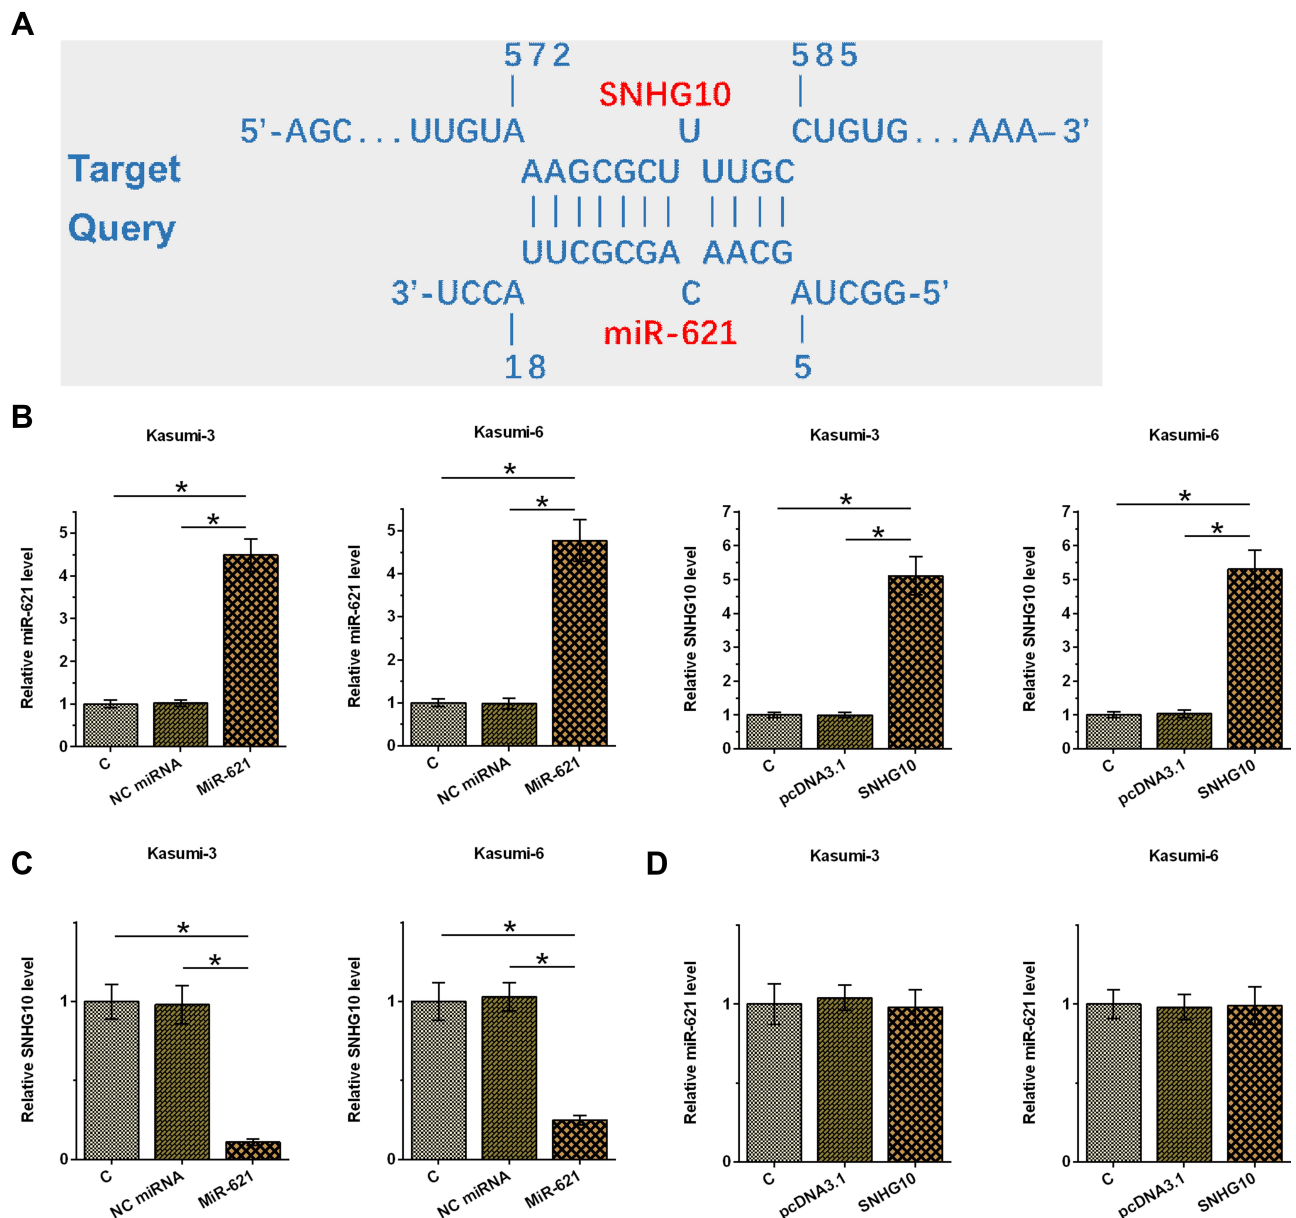 A
572 585
SNHG10
5’-AGC...UUGUA U CUGUG...AAA-3’
Target AAGCGCU UUGC
Query
UUCGCGA AACG
3’-UCCA C AUCGG-5’
miR-621
18 5
B
Kasumi-3
*
*
Relative miR-621 level
5
4
3
2
1
0
C
NC miRNA
MiR-621
Kasumi-6
*
*
Relative miR-621 level
5
4
3
2
1
0
C
NC miRNA
MiR-621
Kasumi-3
*
*
Relative SNHG10 level
7
6
5
4
3
2
1
0
C
pcDNA3.1
SNHG10
Kasumi-6
*
*
Relative SNHG10 level
7
6
5
4
3
2
1
0
C
pcDNA3.1
SNHG10
C
Kasumi-3
*
*
Relative SNHG10 level
1
0
C
NC miRNA
MiR-621
Kasumi-6
*
*
Relative SNHG10 level
1
0
C
NC miRNA
MiR-621
D
Kasumi-3
Relative miR-621 level
1
0
C
pcDNA3.1
SNHG10
Kasumi-6
Relative miR-621 level
1
0
C
pcDNA3.1
SNHG10